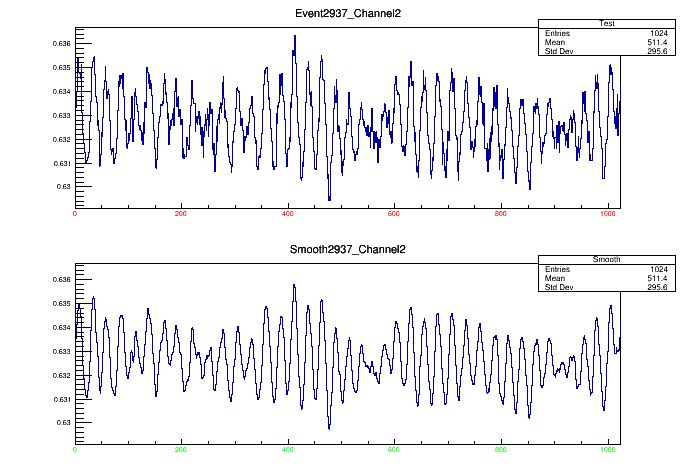 Event2937_Channel2
Test
Entries 1024
Mean 511.4
Std Dev 295.6
0.636
0.635
0.634
0.633
0.632
0.631
0.63
0 200 400 600 800 1000
Smooth2937_Channel2
Smooth
Entries 1024
Mean 511.4
Std Dev 295.6
0.636
0.635
0.634
0.633
0.632
0.631
0.63
0 200 400 600 800 1000